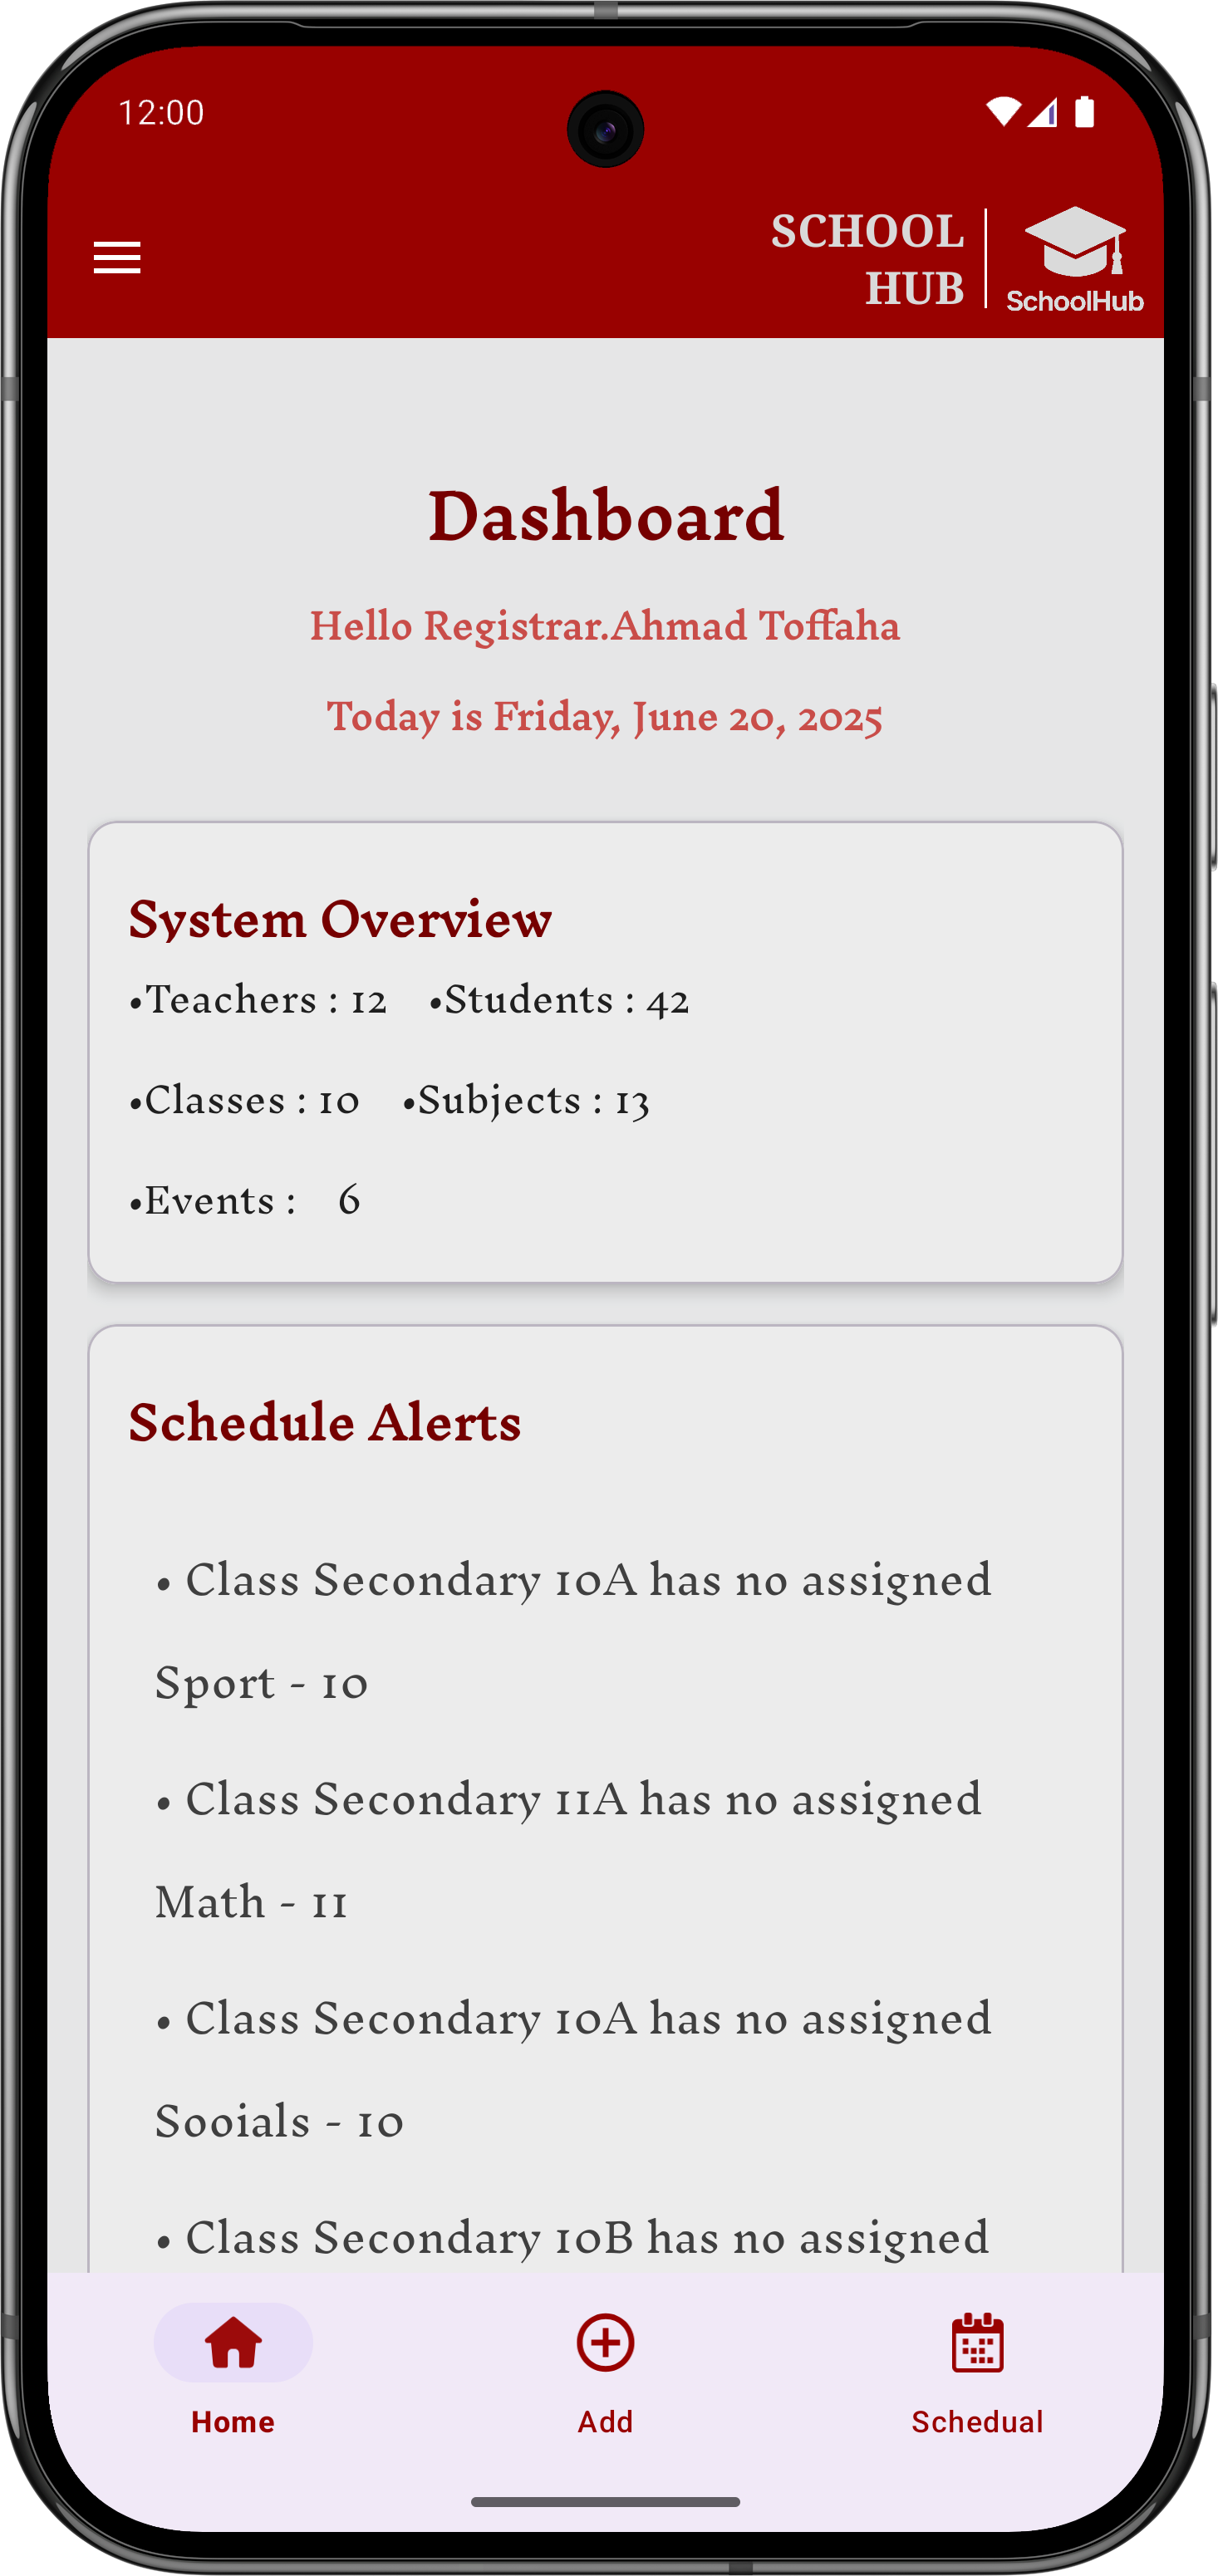 12:00
SCHOOL
HUB
SchoolHub
Dashboard
Hello Registrar.Ahmad Toffaha
Today is Friday, June 20, 2025
System Overview
•Teachers : 12 •Students : 42
•Classes : 10 •Subjects : 13
•Events : 6
Schedule Alerts
• Class Secondary 10A has no assigned
Sport - 10
• Class Secondary 11A has no assigned
Math - 11
• Class Secondary 10A has no assigned
Sooials - 10
• Class Secondary 10B has no assigned
Home Add Schedual